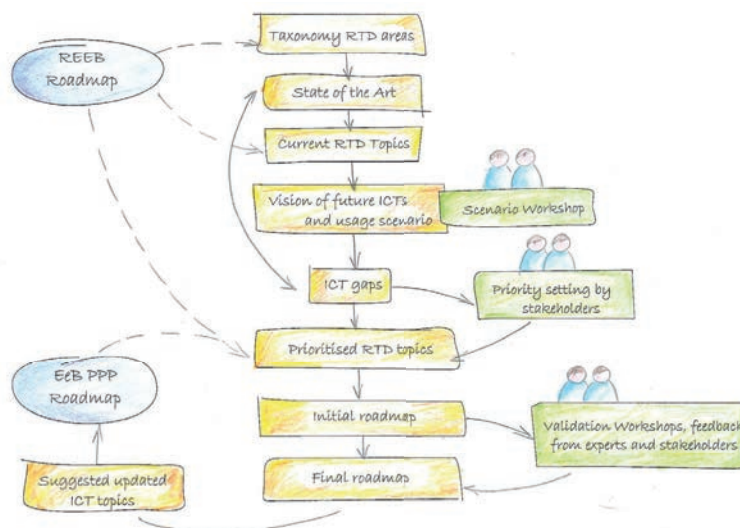 Taxonomy RTD areas
REEB
Roadmap
State of the Art
Current RTD Topics
Vision of future ICTs
and usage scenario
Scenario Workshop
ICT gaps
Priority setting by
stakeholders
Prioritised RTD topics
EeB PPP
Roadmap
Initial roadmap
Validation Workshops, feedback
from experts and stakeholders
Suggested updated
ICT topics
Final roadmap